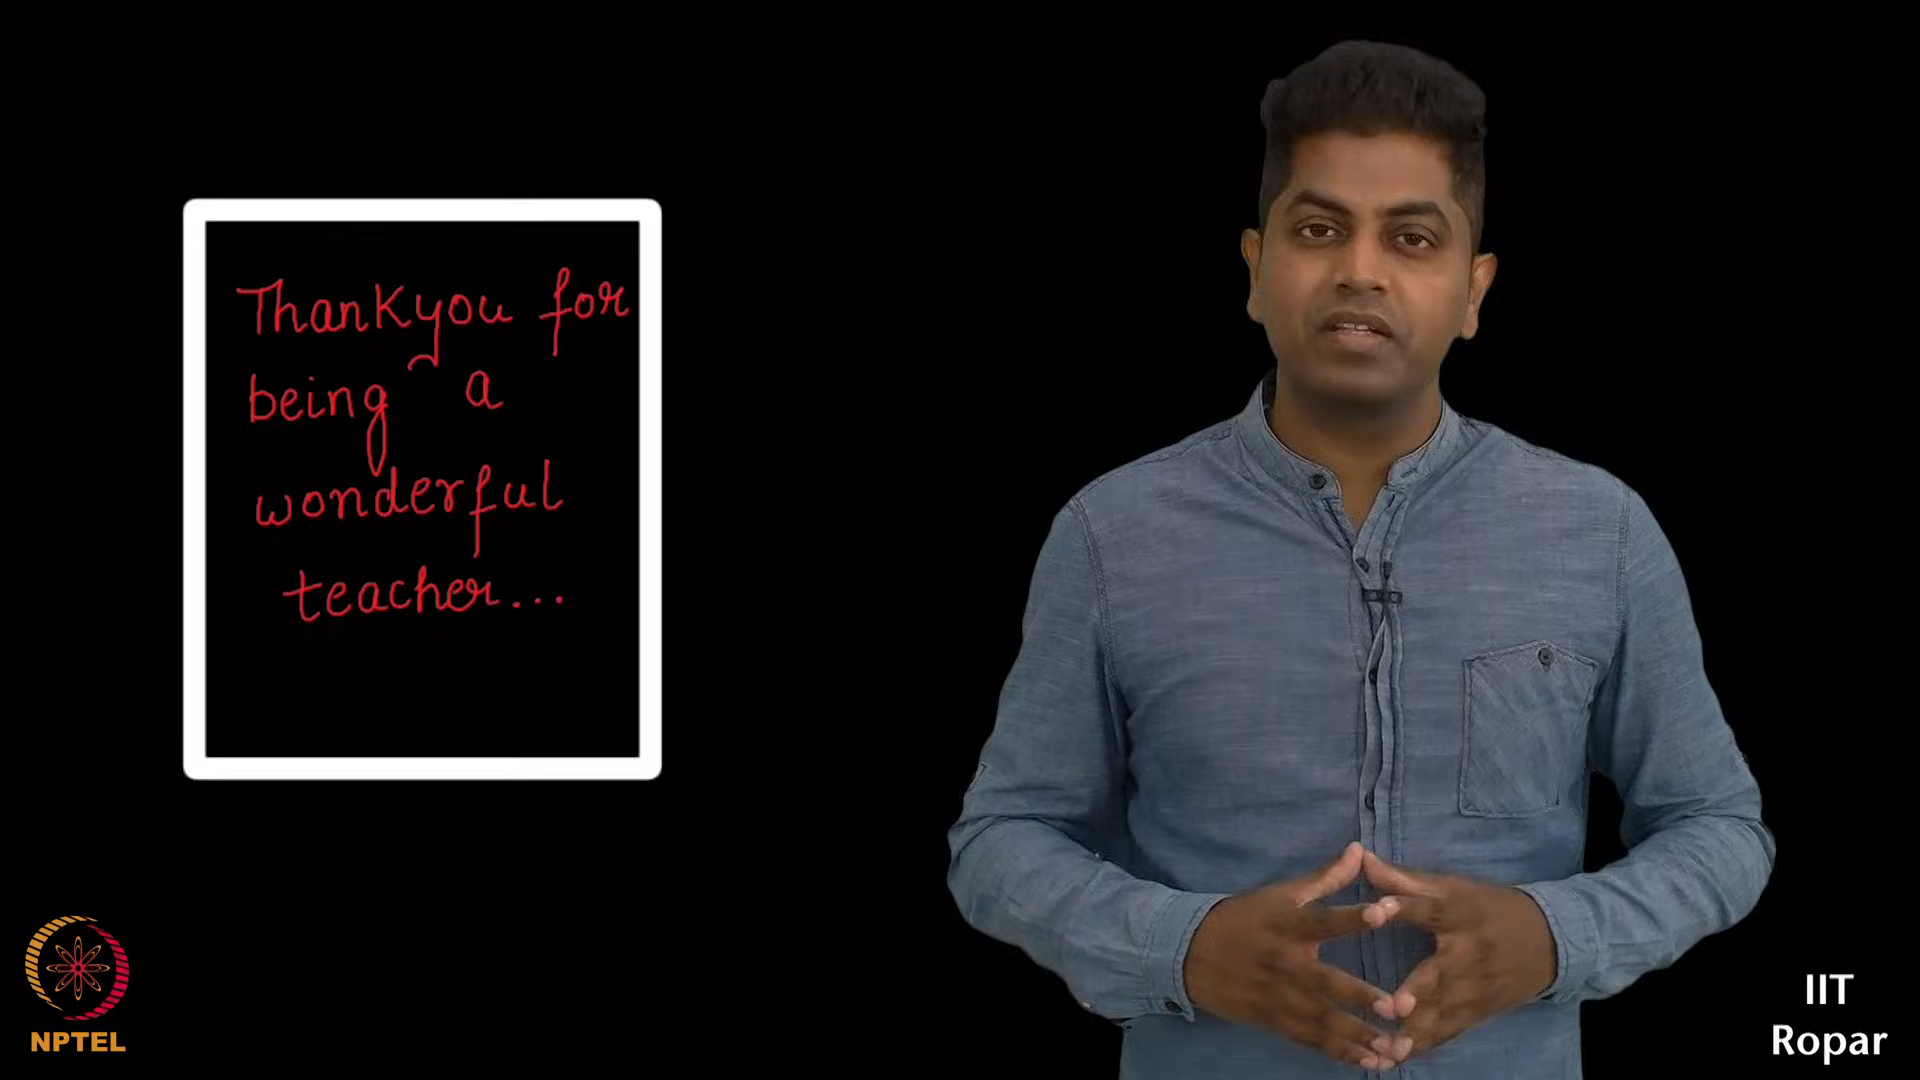 Thankyou for
being a
wonderful
teacher...
NPTEL
IIT
Ropar